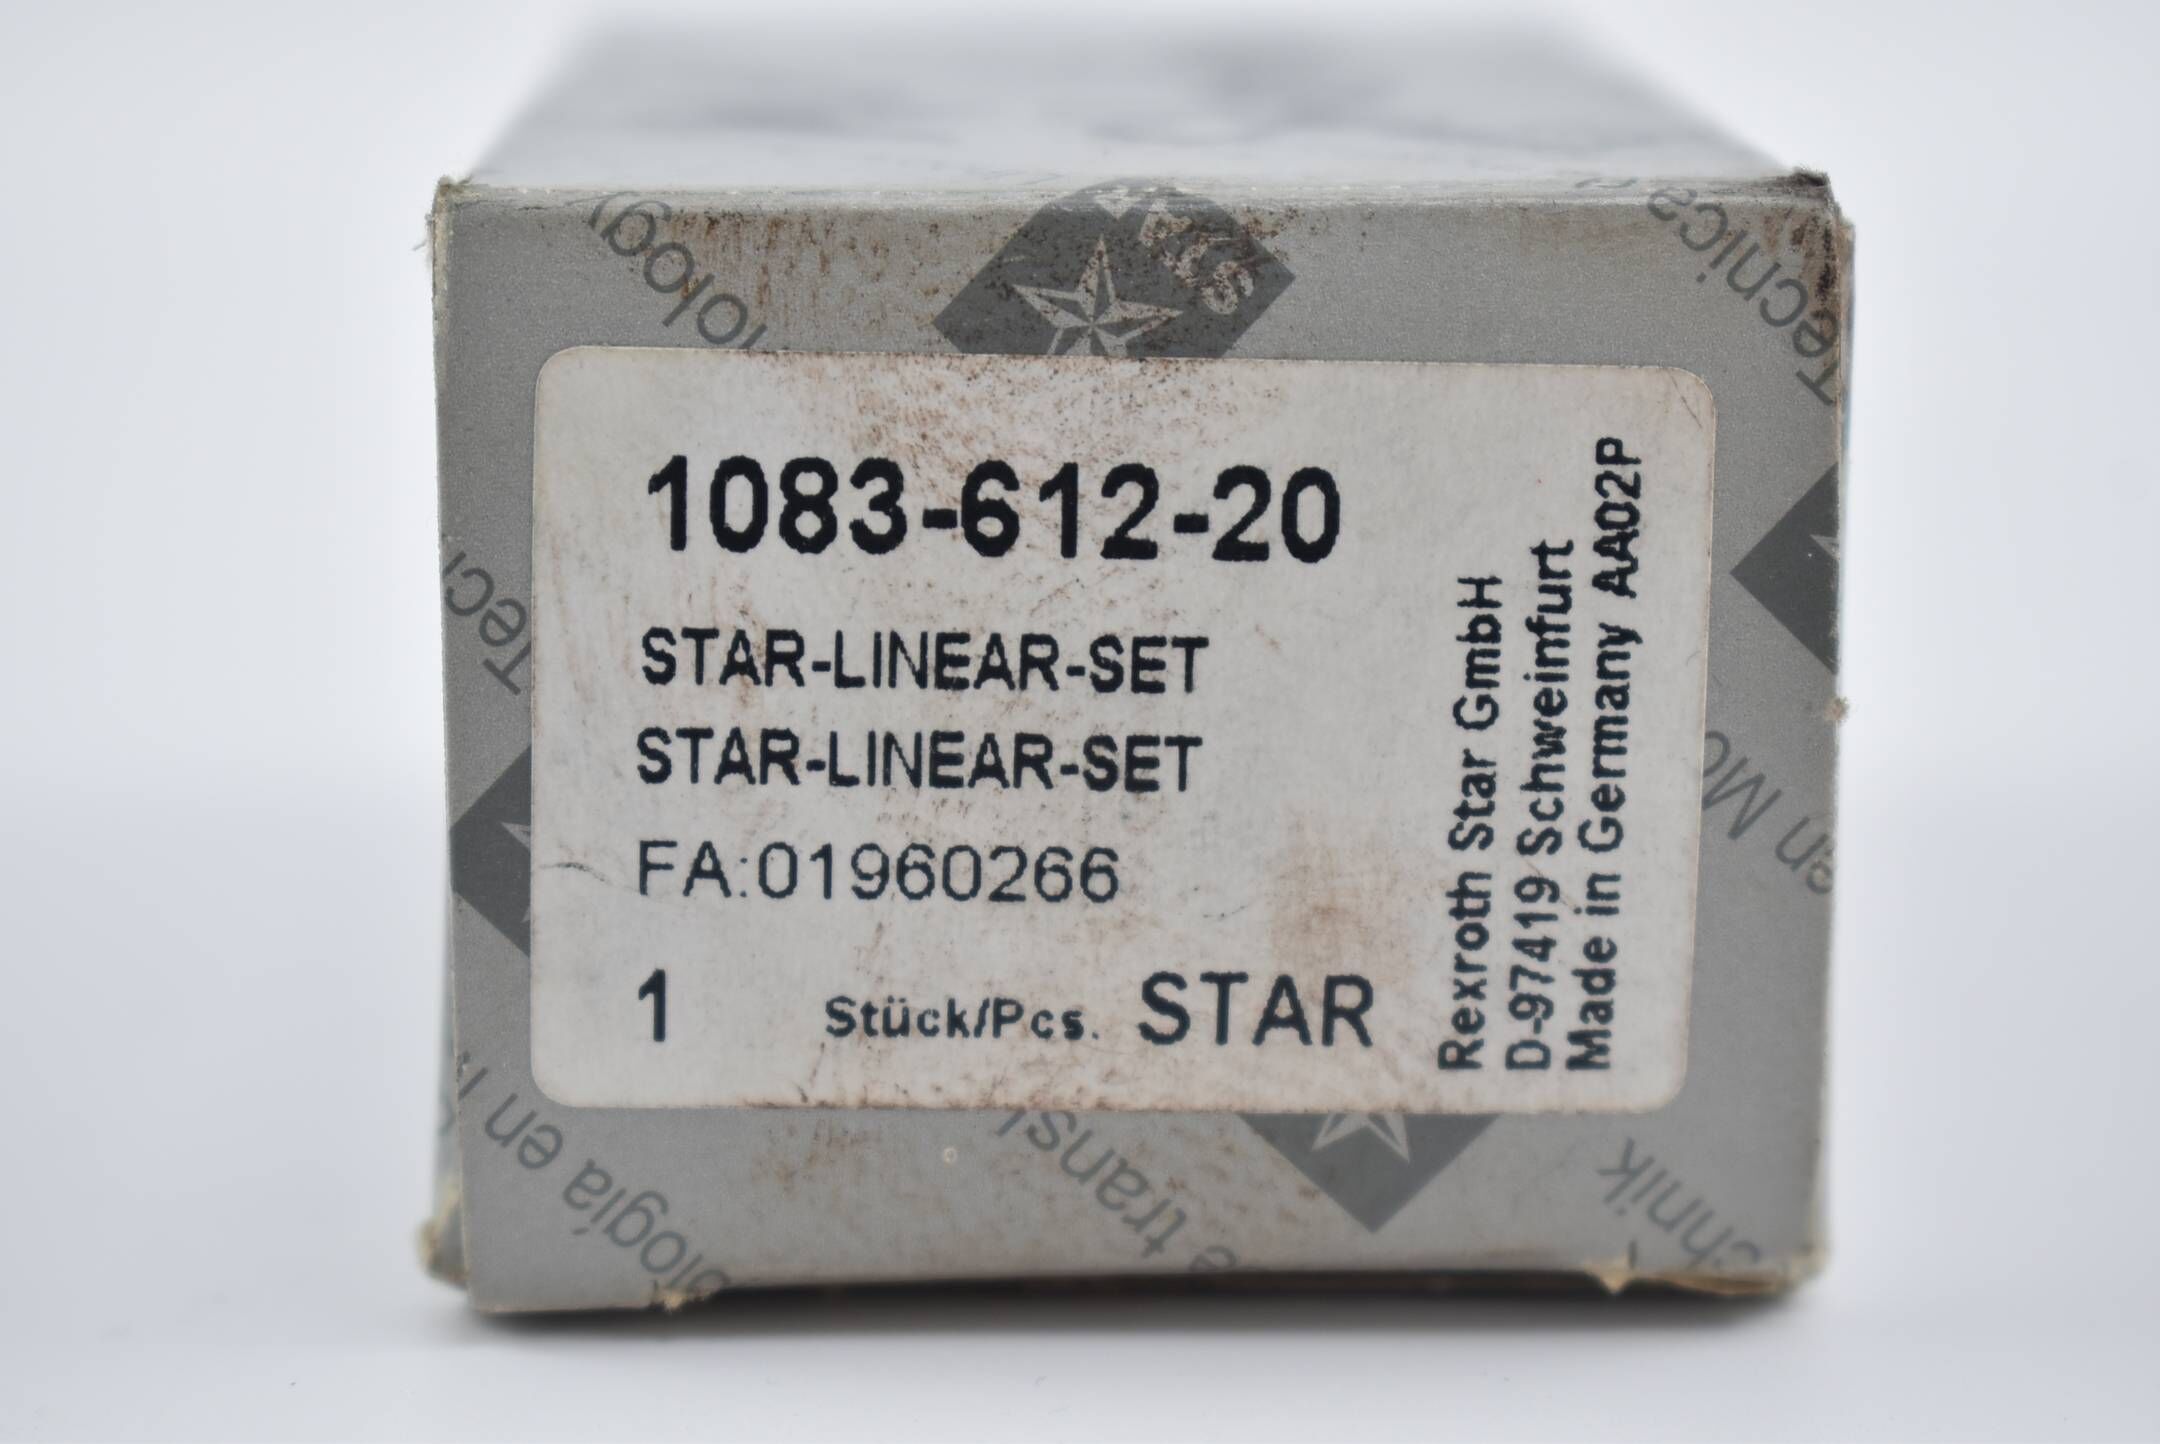 1083-612-20
STAR-LINEAR-SET
STAR-LINEAR-SET
FA:01960266
1 Stück/Pcs. STAR
Rexroth Star GmbH
D-97419 Schweinfurt
Made in Germany AA02P